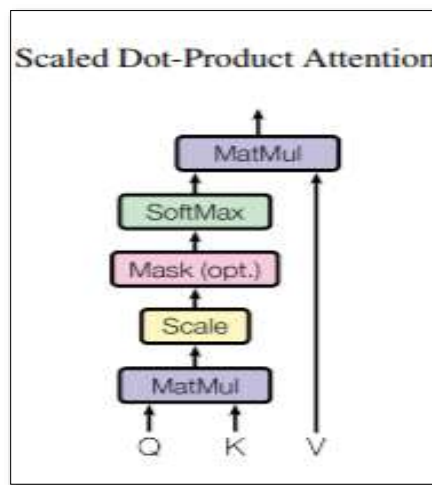 Scaled Dot-Product Attention
MatMul
SoftMax
Mask (opt.)
Scale
MatMul
Q K V